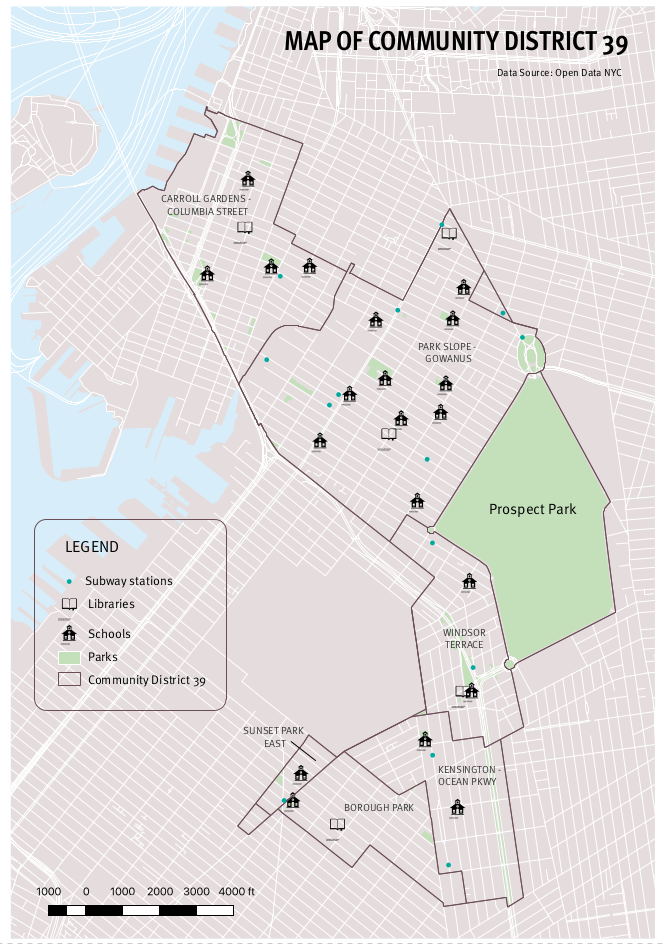 MAP OF COMMUNITY DISTRICT 39
Data Source: Open Data NYC
CARROLL GARDENS -
COLUMBIA STREET
PARK SLOPE -
GOWANUS
Prospect Park
LEGEND
Subway stations
Libraries
Schools
Parks
Community District 39
WINDSOR
TERRACE
SUNSET PARK
EAST
KENSINGTON -
OCEAN PKWY
BOROUGH PARK
1000 0 1000 2000 3000 4000 ft